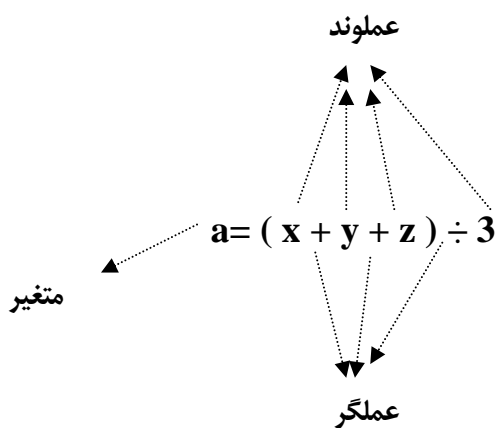 عملوند
a= ( x + y + z ) ÷ 3
متغیر
عملگر